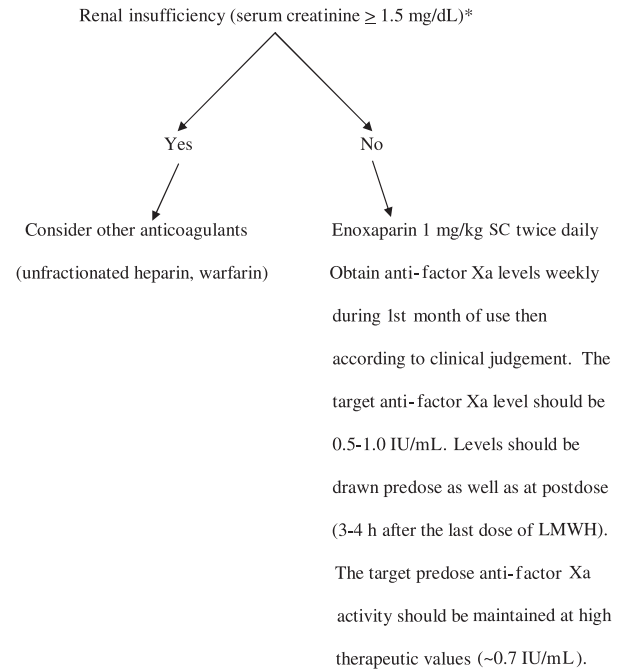 Renal insufficiency (serum creatinine ≥ 1.5 mg/dL)*
Yes
No
Consider other anticoagulants
(unfractionated heparin, warfarin)
Enoxaparin 1 mg/kg SC twice daily
Obtain anti-factor Xa levels weekly
during 1st month of use then
according to clinical judgement. The
target anti-factor Xa level should be
0.5-1.0 IU/mL. Levels should be
drawn predose as well as at postdose
(3-4 h after the last dose of LMWH).
The target predose anti-factor Xa
activity should be maintained at high
therapeutic values (~0.7 IU/mL).